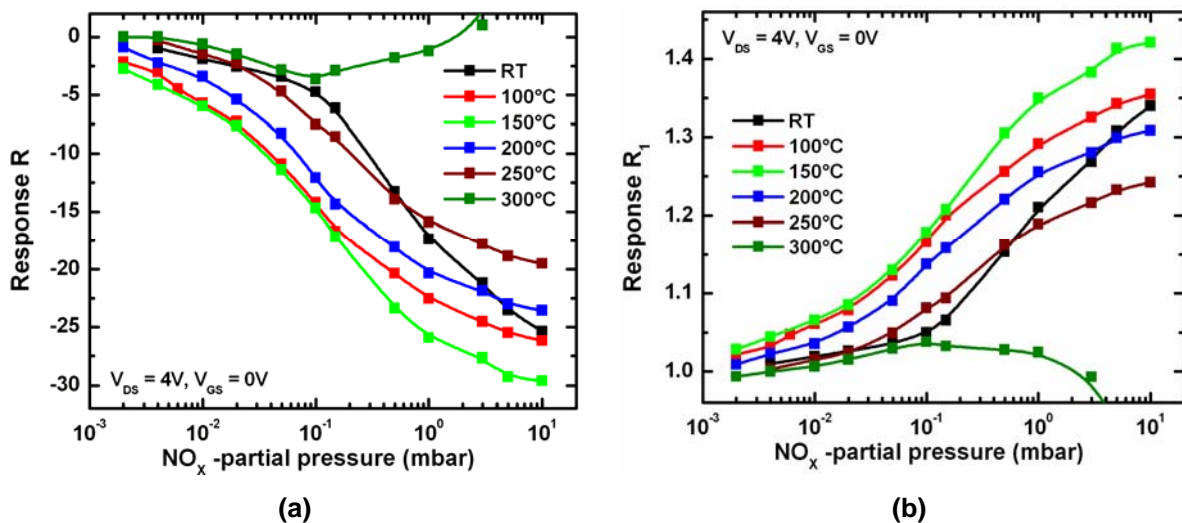 0
-5
-10
-15
-20
-25
-30
Response R
RT
100°C
150°C
200°C
250°C
300°C
V_DS = 4V, V_GS = 0V
10^-3
10^-2
10^-1
10^0
10^1
NO_X -partial pressure (mbar)
(a)
V_DS = 4V, V_GS = 0V
1.4
1.3
1.2
1.1
1.0
Response R_1
RT
100°C
150°C
200°C
250°C
300°C
10^-3
10^-2
10^-1
10^0
10^1
NO_X -partial pressure (mbar)
(b)